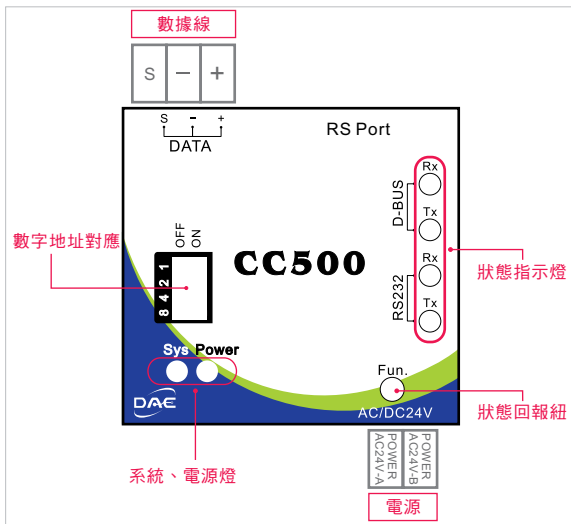 數據線
S − +
S - +
DATA
RS Port
Rx
Tx
D-BUS
Rx
Tx
RS232
狀態指示燈
數字地址對應
OFF
ON
1
2
4
8
CC500
Sys Power
Fun.
狀態回報紐
DAE
AC/DC24V
系統、電源燈
POWER
AC24V-A
POWER
AC24V-B
電源